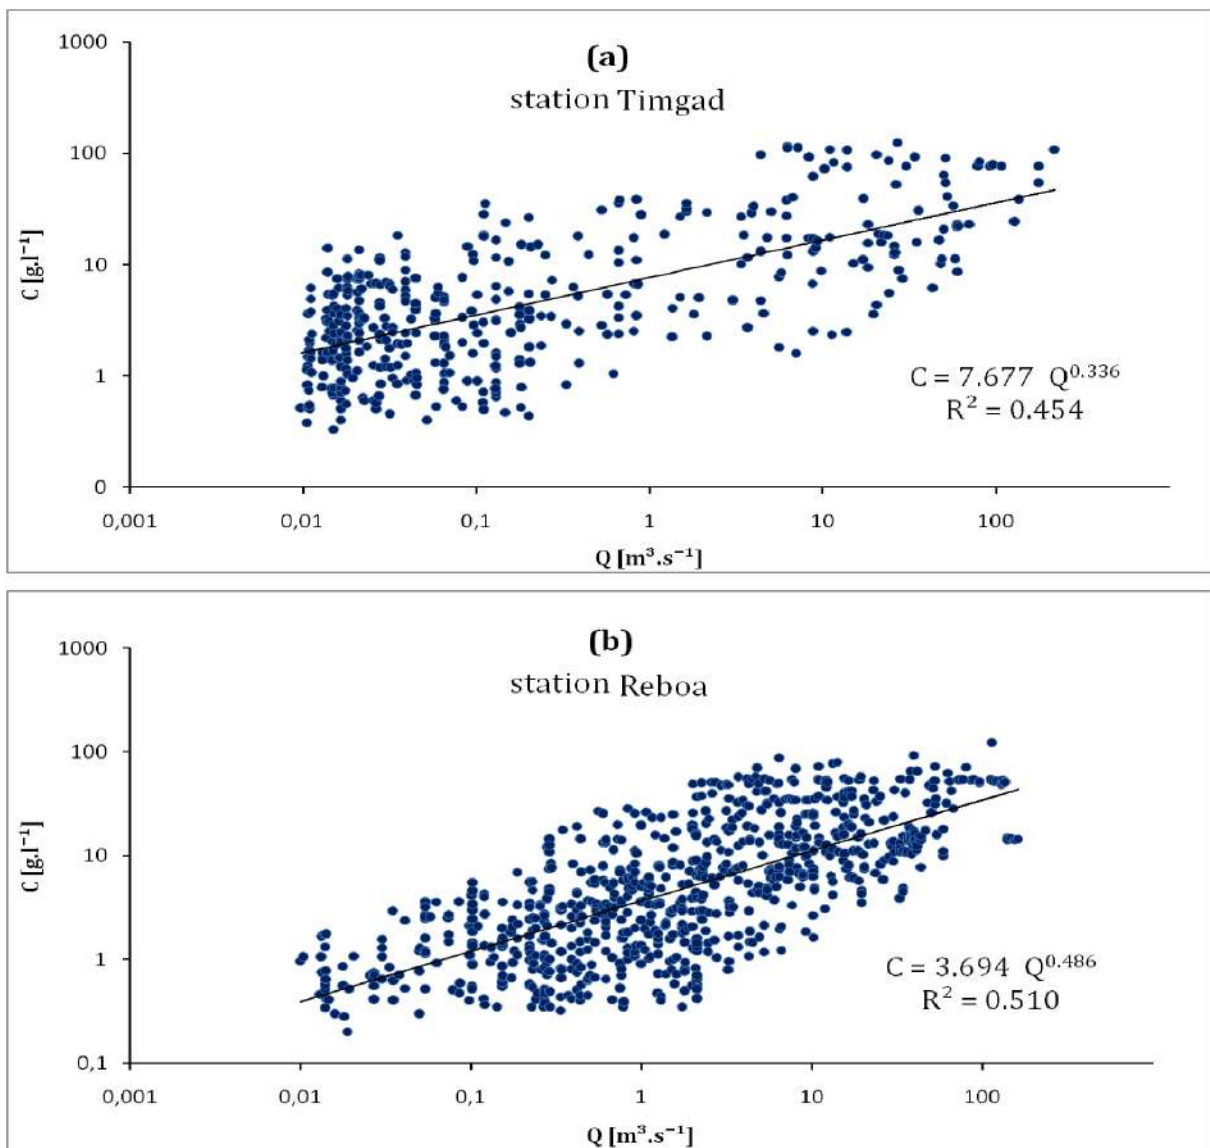 (a)
station Timgad
1000
100
10
1
0
C [g.l⁻¹]
C = 7.677 Q^0.336
R² = 0.454
0,001 0,01 0,1 1 10 100
Q [m³.s⁻¹]
(b)
station Reboa
1000
100
10
1
0,1
C [g.l⁻¹]
C = 3.694 Q^0.486
R² = 0.510
0,001 0,01 0,1 1 10 100
Q [m³.s⁻¹]